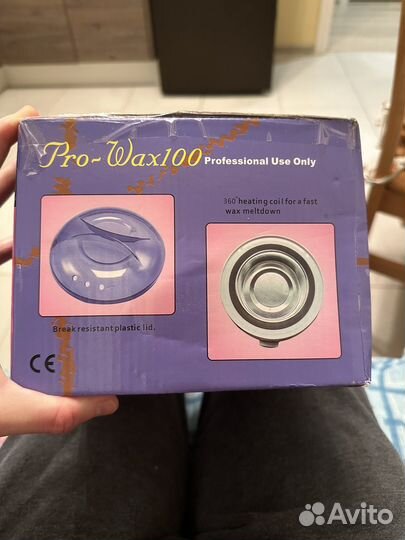 Pro-Wax100 Professional Use Only
360° heating coil for a fast
wax meltdown
Break resistant plastic lid.
CE
Avito